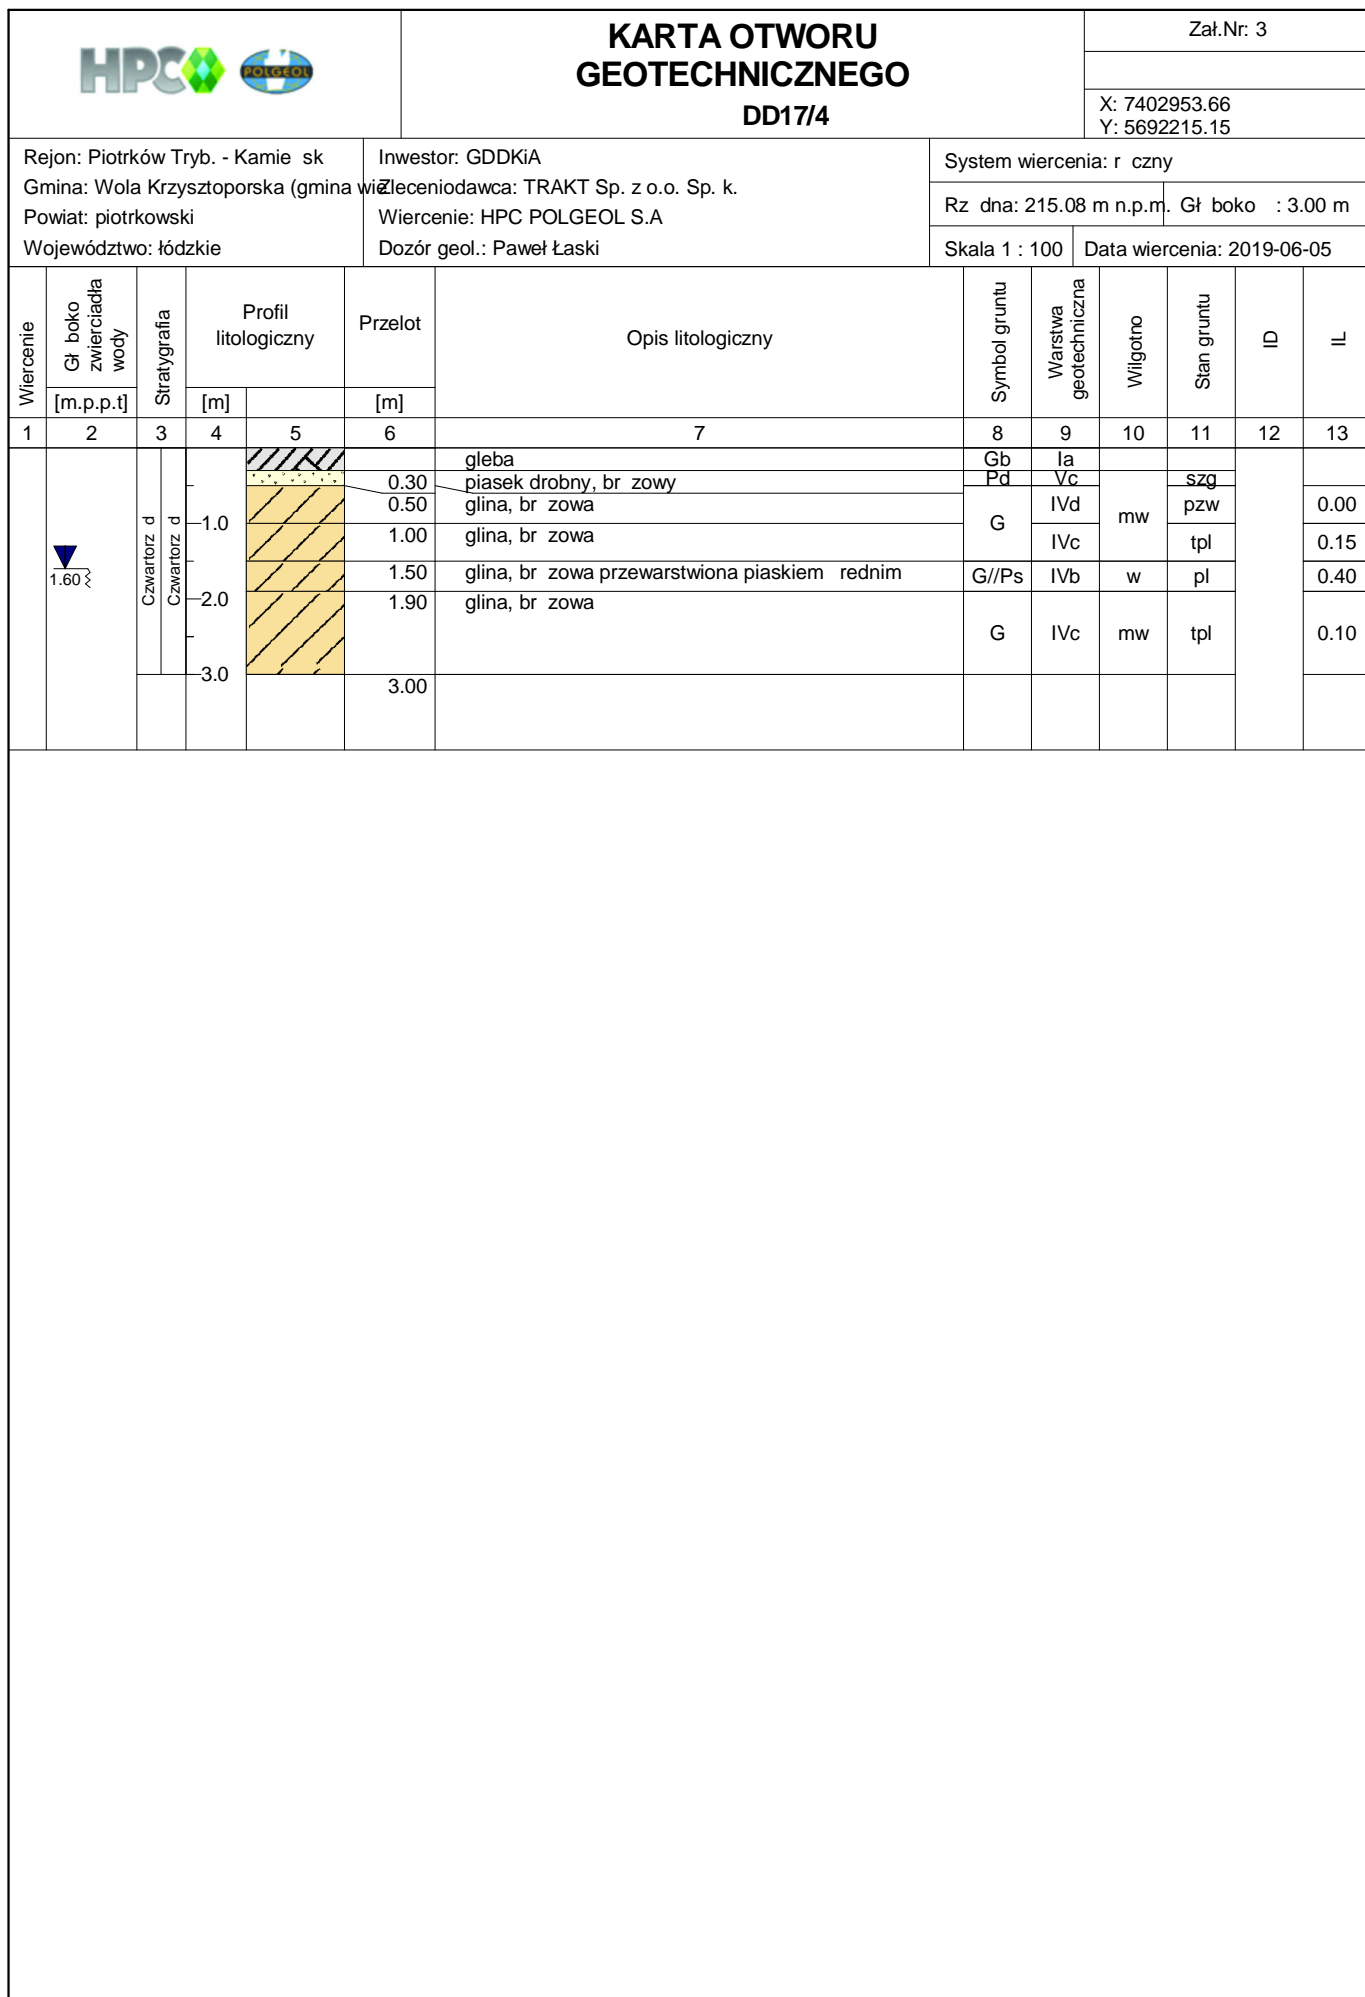 HPC POLGEOL
KARTA OTWORU
GEOTECHNICZNEGO
DD17/4
Zał.Nr: 3
X: 7402953.66
Y: 5692215.15
Rejon: Piotrków Tryb. - Kamie sk
Gmina: Wola Krzysztoporska (gmina wie
Powiat: piotrkowski
Województwo: łódzkie
Inwestor: GDDKiA
Zleceniodawca: TRAKT Sp. z o.o. Sp. k.
Wiercenie: HPC POLGEOL S.A
Dozór geol.: Paweł Łaski
System wiercenia: r czny
Rz dna: 215.08 m n.p.m. Gł boko : 3.00 m
Skala 1 : 100 Data wiercenia: 2019-06-05
Wiercenie
Gł boko
zwierciadła
wody
[m.p.p.t]
Stratygrafia
Profil
litologiczny
[m]
Przelot
[m]
Opis litologiczny
Symbol gruntu
Warstwa
geotechniczna
Wilgotno
Stan gruntu
ID
IL
1 2 3 4 5 6 7 8 9 10 11 12 13
gleba Gb Ia
0.30 piasek drobny, br zowy Pd Vc szg
0.50 glina, br zowa G IVd mw pzw 0.00
1.0
1.00 glina, br zowa IVc tpl 0.15
1.60
Czwartorz d
Czwartorz d
1.50 glina, br zowa przewarstwiona piaskiem rednim G//Ps IVb w pl 0.40
2.0
1.90 glina, br zowa G IVc mw tpl 0.10
3.0
3.00